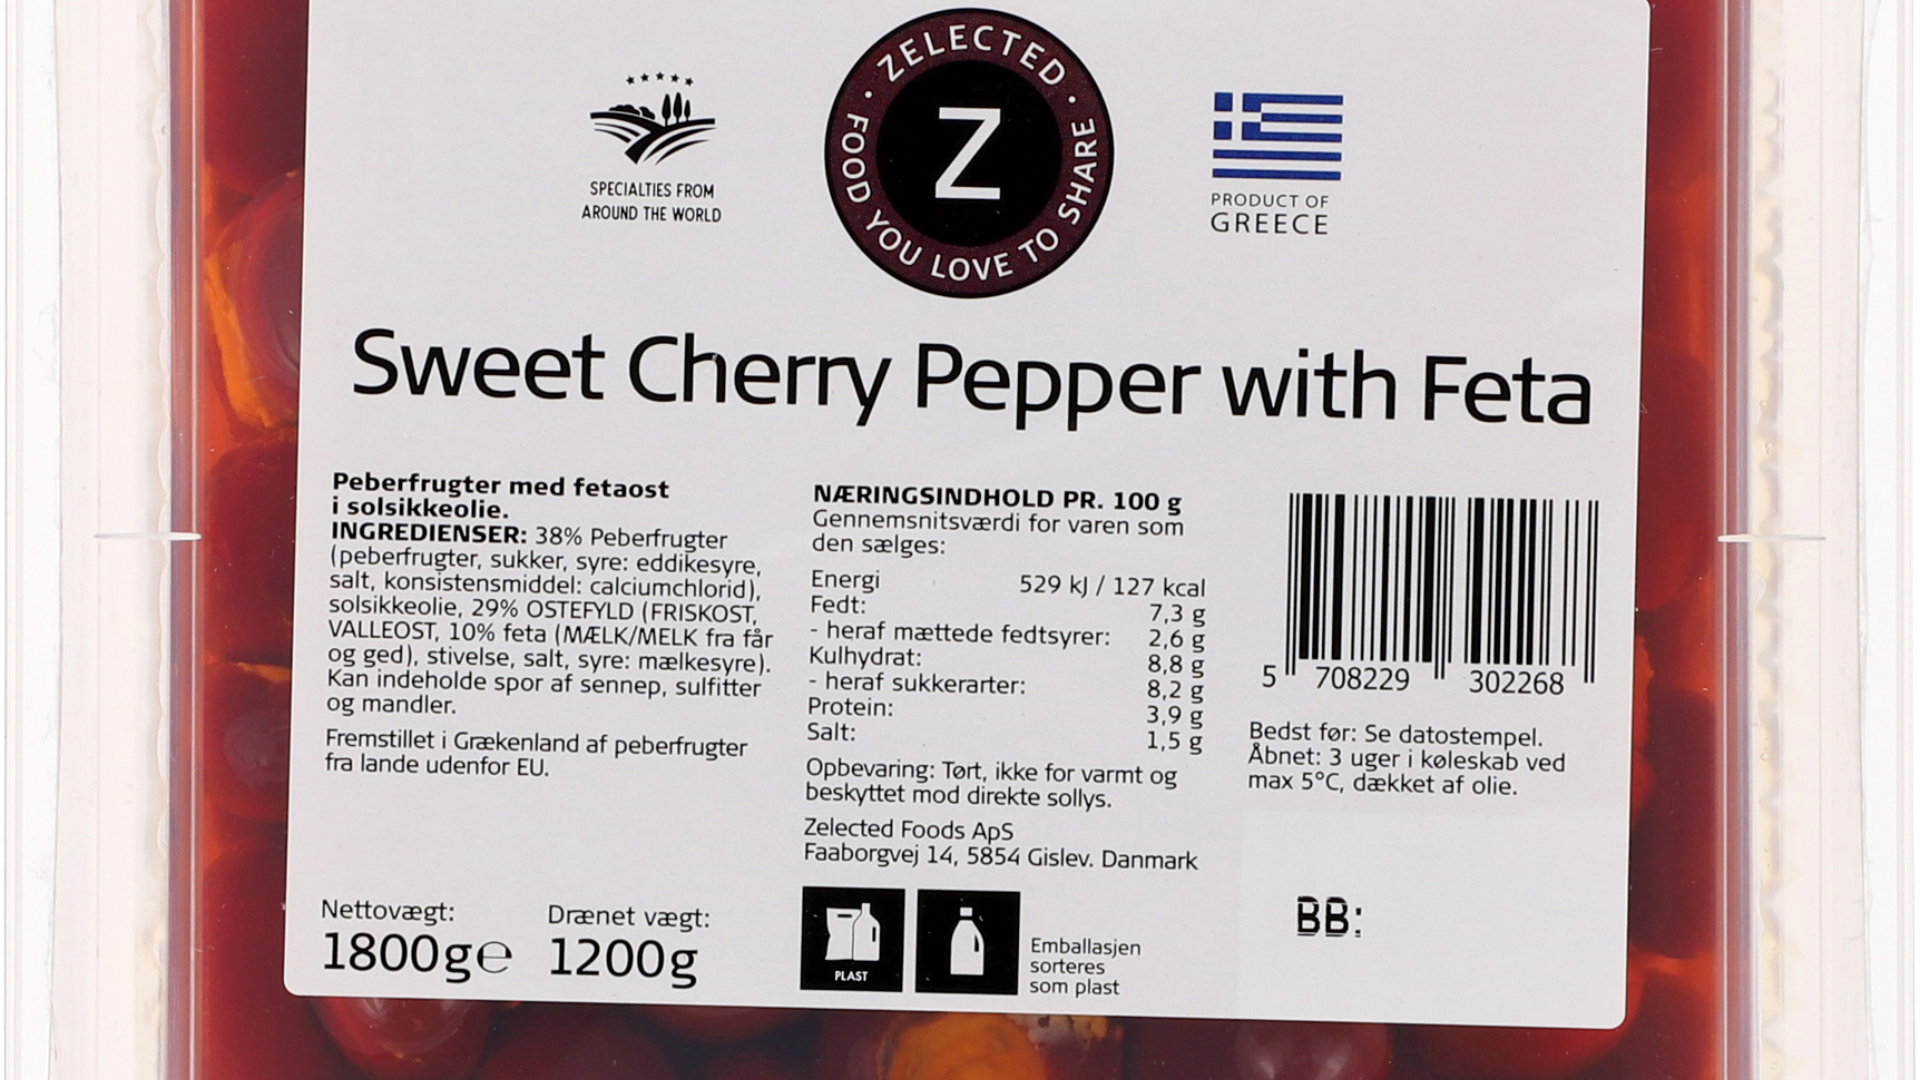 ZELECTED
FOOD YOU LOVE TO SHARE
Z
SPECIALTIES FROM
AROUND THE WORLD
PRODUCT OF
GREECE
Sweet Cherry Pepper with Feta
Peberfrugter med fetaost
i solsikkeolie.
INGREDIENSER: 38% Peberfrugter
(peberfrugter, sukker, syre: eddikesyre,
salt, konsistensmiddel: calciumchlorid),
solsikkeolie, 29% OSTEFYLD (FRISKOST,
VALLEOST, 10% feta (MÆLK/MELK fra får
og ged), stivelse, salt, syre: mælkesyre).
Kan indeholde spor af sennep, sulfitter
og mandler.
Fremstillet i Grækenland af peberfrugter
fra lande udenfor EU.
Nettovægt:
1800g℮
Drænet vægt:
1200g
NÆRINGSINDHOLD PR. 100 g
Gennemsnitsværdi for varen som
den sælges:
Energi 529 kJ / 127 kcal
Fedt: 7,3 g
- heraf mættede fedtsyrer: 2,6 g
Kulhydrat: 8,8 g
- heraf sukkerarter: 8,2 g
Protein: 3,9 g
Salt: 1,5 g
Opbevaring: Tørt, ikke for varmt og
beskyttet mod direkte sollys.
Zelected Foods ApS
Faaborgvej 14, 5854 Gislev. Danmark
PLAST
Emballasjen
sorteres
som plast
5 708229 302268
Bedst før: Se datostempel.
Åbnet: 3 uger i køleskab ved
max 5°C, dækket af olie.
BB: